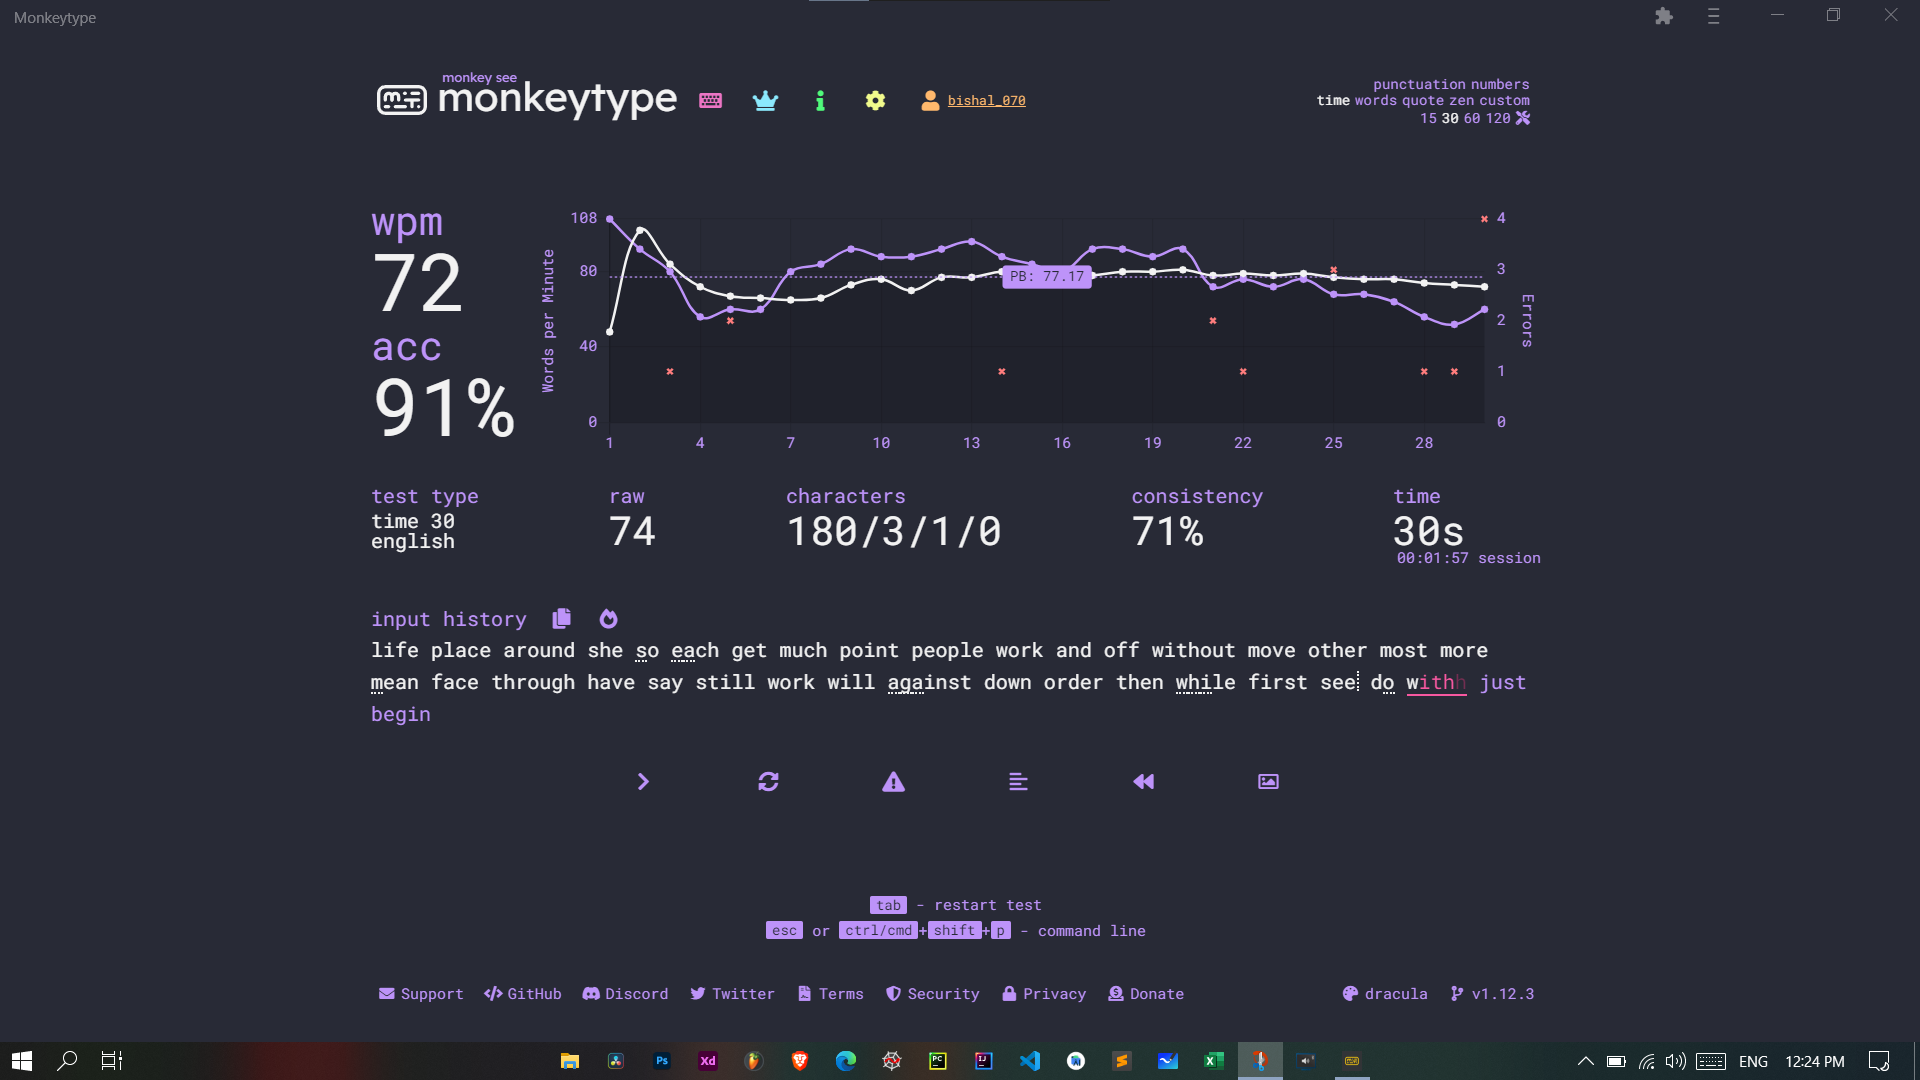 Monkeytype
monkey see
monkeytype
bishal_070
punctuation numbers
time words quote zen custom
15 30 60 120
wpm
72
acc
91%
Words per Minute
108
80
40
0
PB: 77.17
4
3
2
1
0
Errors
1 4 7 10 13 16 19 22 25 28
test type
time 30
english
raw
74
characters
180/3/1/0
consistency
71%
time
30s
00:01:57 session
input history
life place around she so each get much point people work and off without move other most more
mean face through have say still work will against down order then while first see do withh just
begin
tab - restart test
esc or ctrl/cmd+shift+p - command line
Support GitHub Discord Twitter Terms Security Privacy Donate dracula v1.12.3
Ps Xd PC IJ ENG 12:24 PM